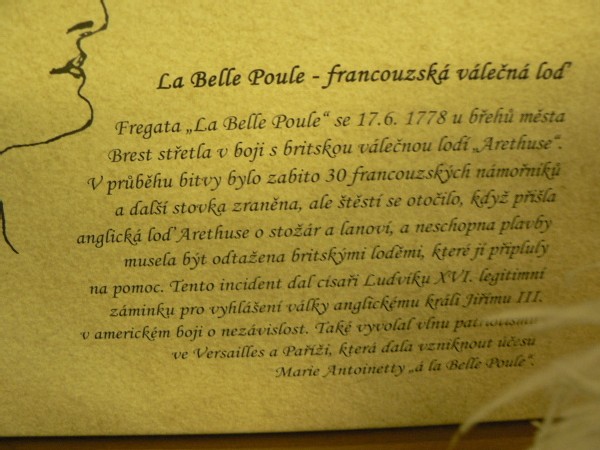 La Belle Poule - francouzská válečná loď
Fregata „La Belle Poule“ se 17.6. 1778 u břehů města
Brest střetla v boji s britskou válečnou lodí „Arethuse“.
V průběhu bitvy bylo zabito 30 francouzských námořníků
a další stovka zraněna, ale štěstí se otočilo, když přišla
anglická loď Arethuse o stožár a lanoví, a neschopna plavby
musela být odtažena britskými loděmi, které jí připluly
na pomoc. Tento incident dal císaři Ludvíku XVI. legitimní
záminku pro vyhlášení války anglickému králi Jiřímu III.
v americkém boji o nezávislost. Také vyvolal vlnu
ve Versailles a Paříži, která dala vzniknout účesu
Marie Antoinetty „á la Belle Poule“.